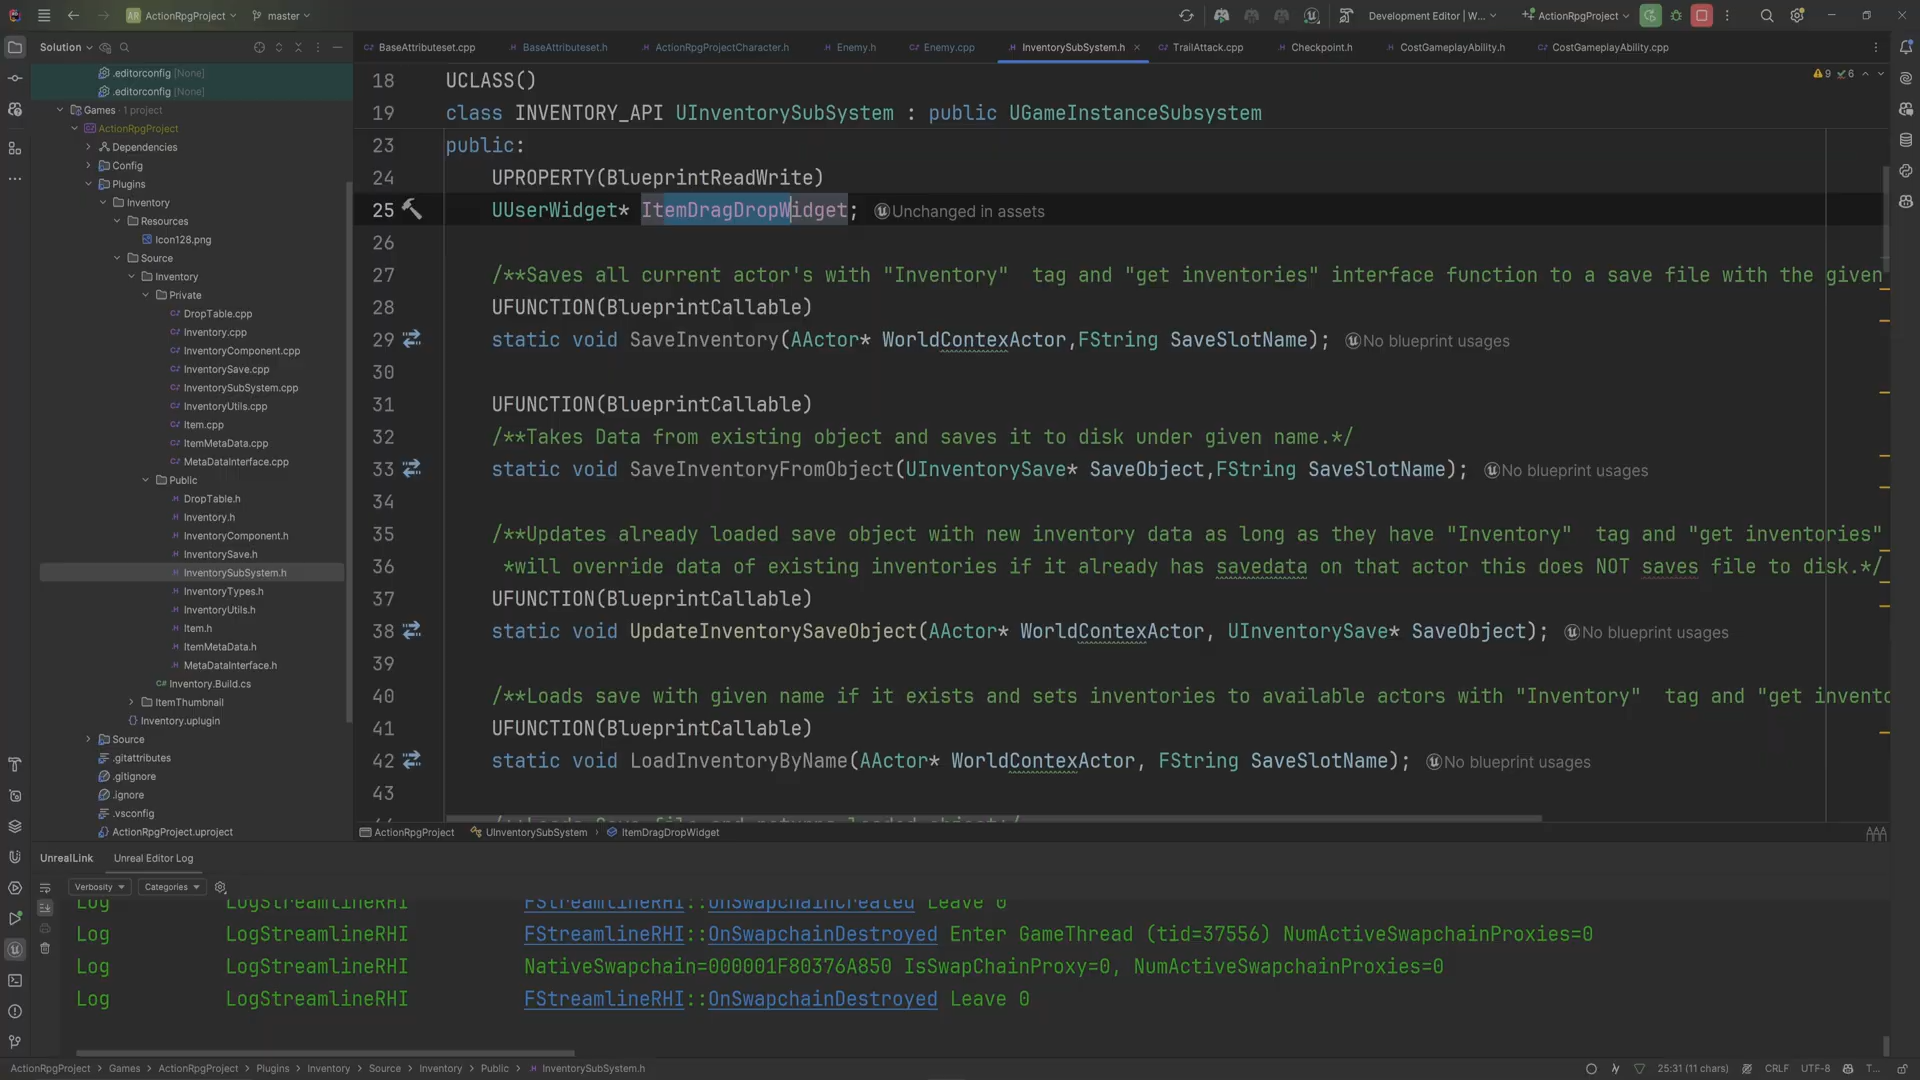 AR ActionRpgProject master Development Editor | W... ActionRpgProject
Solution
BaseAttributeset.cpp BaseAttributeset.h ActionRpgProjectCharacter.h Enemy.h Enemy.cpp InventorySubSystem.h TrailAttack.cpp Checkpoint.h CostGameplayAbility.h CostGameplayAbility.cpp
.editorconfig [None]
.editorconfig [None]
Games · 1 project
ActionRpgProject
Dependencies
Config
Plugins
Inventory
Resources
Icon128.png
Source
Inventory
Private
DropTable.cpp
Inventory.cpp
InventoryComponent.cpp
InventorySave.cpp
InventorySubSystem.cpp
InventoryUtils.cpp
Item.cpp
ItemMetaData.cpp
MetaDataInterface.cpp
Public
DropTable.h
Inventory.h
InventoryComponent.h
InventorySave.h
InventorySubSystem.h
InventoryTypes.h
InventoryUtils.h
Item.h
ItemMetaData.h
MetaDataInterface.h
Inventory.Build.cs
ItemThumbnail
Inventory.uplugin
Source
.gitattributes
.gitignore
.ignore
.vsconfig
ActionRpgProject.uproject
9 6
18 UCLASS()
19 class INVENTORY_API UInventorySubSystem : public UGameInstanceSubsystem
23 public:
24 UPROPERTY(BlueprintReadWrite)
25 UUserWidget* ItemDragDropWidget; Unchanged in assets
26
27 /**Saves all current actor's with "Inventory"  tag and "get inventories" interface function to a save file with the given
28 UFUNCTION(BlueprintCallable)
29 static void SaveInventory(AActor* WorldContexActor,FString SaveSlotName); No blueprint usages
30
31 UFUNCTION(BlueprintCallable)
32 /**Takes Data from existing object and saves it to disk under given name.*/
33 static void SaveInventoryFromObject(UInventorySave* SaveObject,FString SaveSlotName); No blueprint usages
34
35 /**Updates already loaded save object with new inventory data as long as they have "Inventory"  tag and "get inventories"
36 *will override data of existing inventories if it already has savedata on that actor this does NOT saves file to disk.*/
37 UFUNCTION(BlueprintCallable)
38 static void UpdateInventorySaveObject(AActor* WorldContexActor, UInventorySave* SaveObject); No blueprint usages
39
40 /**Loads save with given name if it exists and sets inventories to available actors with "Inventory"  tag and "get invento
41 UFUNCTION(BlueprintCallable)
42 static void LoadInventoryByName(AActor* WorldContexActor, FString SaveSlotName); No blueprint usages
43
ActionRpgProject UInventorySubSystem › ItemDragDropWidget
UnrealLink Unreal Editor Log
Verbosity Categories
Log LogStreamlineRHI FStreamlineRHI::OnSwapchainCreated Leave 0
Log LogStreamlineRHI FStreamlineRHI::OnSwapchainDestroyed Enter GameThread (tid=37556) NumActiveSwapchainProxies=0
Log LogStreamlineRHI NativeSwapchain=000001F80376A850 IsSwapChainProxy=0, NumActiveSwapchainProxies=0
Log LogStreamlineRHI FStreamlineRHI::OnSwapchainDestroyed Leave 0
ActionRpgProject › Games › ActionRpgProject › Plugins › Inventory › Source › Inventory › Public › InventorySubSystem.h 25:31 (11 chars) CRLF UTF-8 T...